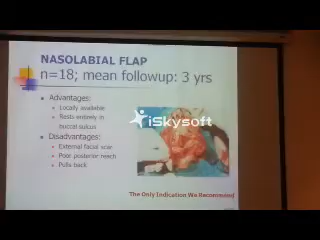 NASOLABIAL FLAP
n=18; mean followup: 3 yrs
Advantages:
Locally available
Rests entirely in
buccal sulcus
Disadvantages:
External facial scar
Poor posterior reach
Pulls back
iSkysoft
The Only Indication We Recommend